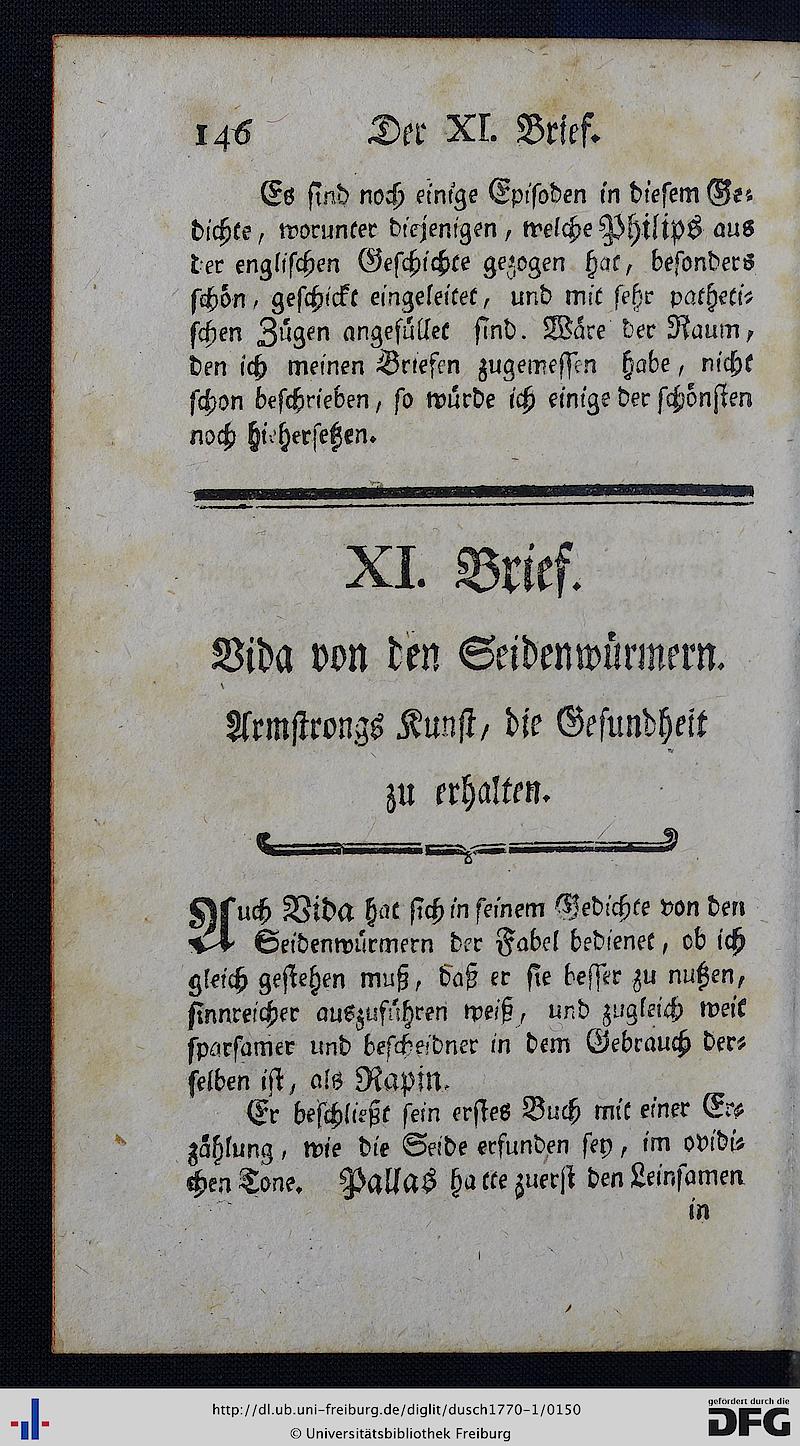 146 Der XI. Brief.
Es sind noch einige Episoden in diesem Ge-
dichte, worunter diejenigen, welche Philips aus
der englischen Geschichte gezogen hat, besonders
schön, geschickt eingeleitet, und mit sehr patheti-
schen Zügen angefüllet sind. Wäre der Raum,
den ich meinen Briefen zugemessen habe, nicht
schon beschrieben, so würde ich einige der schönsten
noch hiehersetzen.
XI. Brief.
Vida von den Seidenwürmern.
Armstrongs Kunst, die Gesundheit
zu erhalten.
Auch Vida hat sich in seinem Gedichte von den
Seidenwürmern der Fabel bedienet, ob ich
gleich gestehen muß, daß er sie besser zu nutzen,
sinnreicher auszuführen weiß, und zugleich weit
sparsamer und bescheidner in dem Gebrauch der-
selben ist, als Rapin.
Er beschließt sein erstes Buch mit einer Er-
zählung, wie die Seide erfunden sey, im ovidi-
chen Tone. Pallas hatte zuerst den Leinsamen
in
http://dl.ub.uni-freiburg.de/diglit/dusch1770-1/0150
© Universitätsbibliothek Freiburg
gefördert durch die
DFG